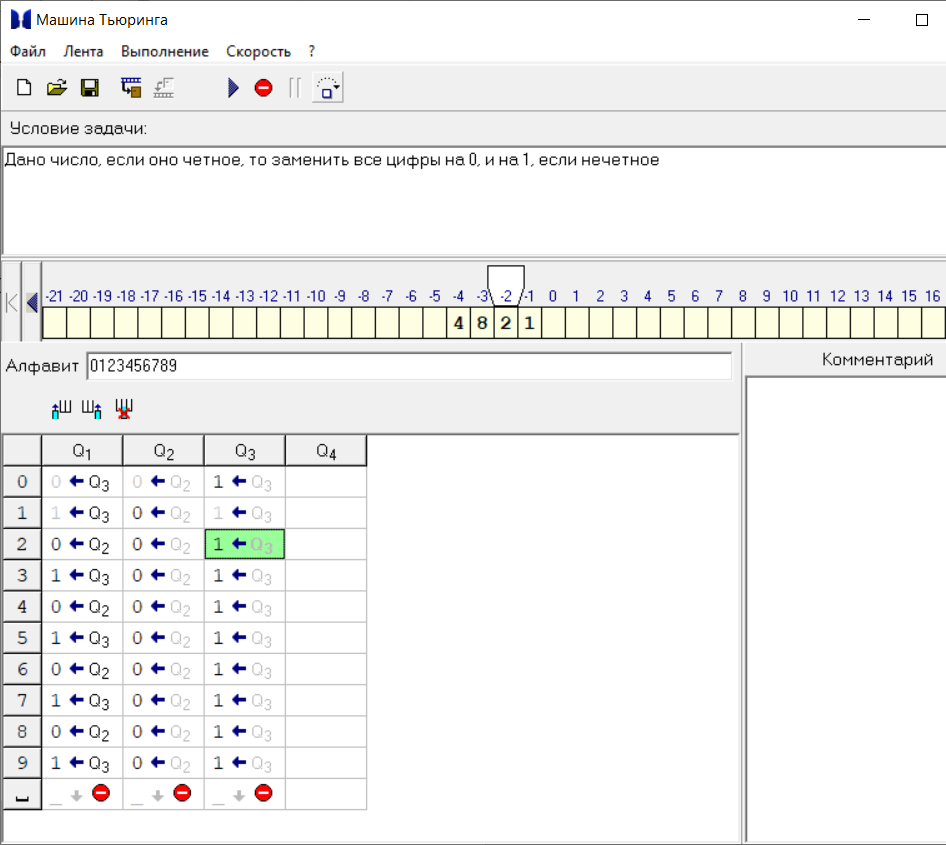 Машина Тьюринга
Файл Лента Выполнение Скорость ?
Условие задачи:
Дано число, если оно четное, то заменить все цифры на 0, и на 1, если нечетное
-21 -20 -19 -18 -17 -16 -15 -14 -13 -12 -11 -10 -9 -8 -7 -6 -5 -4 -3 -2 -1 0 1 2 3 4 5 6 7 8 9 10 11 12 13 14 15 16
4 8 2 1
Алфавит 0123456789
Комментарий
Q1 Q2 Q3 Q4
0 0 ← Q3 0 ← Q2 1 ← Q3
1 1 ← Q3 0 ← Q2 1 ← Q3
2 0 ← Q2 0 ← Q2 1 ← Q3
3 1 ← Q3 0 ← Q2 1 ← Q3
4 0 ← Q2 0 ← Q2 1 ← Q3
5 1 ← Q3 0 ← Q2 1 ← Q3
6 0 ← Q2 0 ← Q2 1 ← Q3
7 1 ← Q3 0 ← Q2 1 ← Q3
8 0 ← Q2 0 ← Q2 1 ← Q3
9 1 ← Q3 0 ← Q2 1 ← Q3
␣ _ ↓ _ ↓ _ ↓